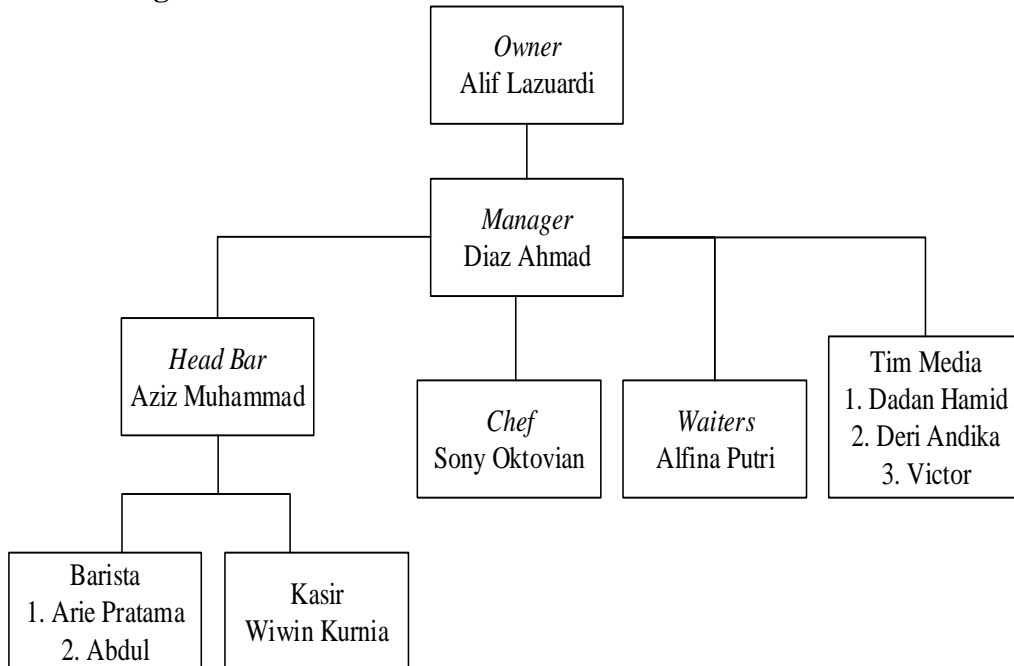 Owner
Alif Lazuardi
Manager
Diaz Ahmad
Head Bar
Aziz Muhammad
Chef
Sony Oktovian
Waiters
Alfina Putri
Tim Media
1. Dadan Hamid
2. Deri Andika
3. Victor
Barista
1. Arie Pratama
2. Abdul
Kasir
Wiwin Kurnia